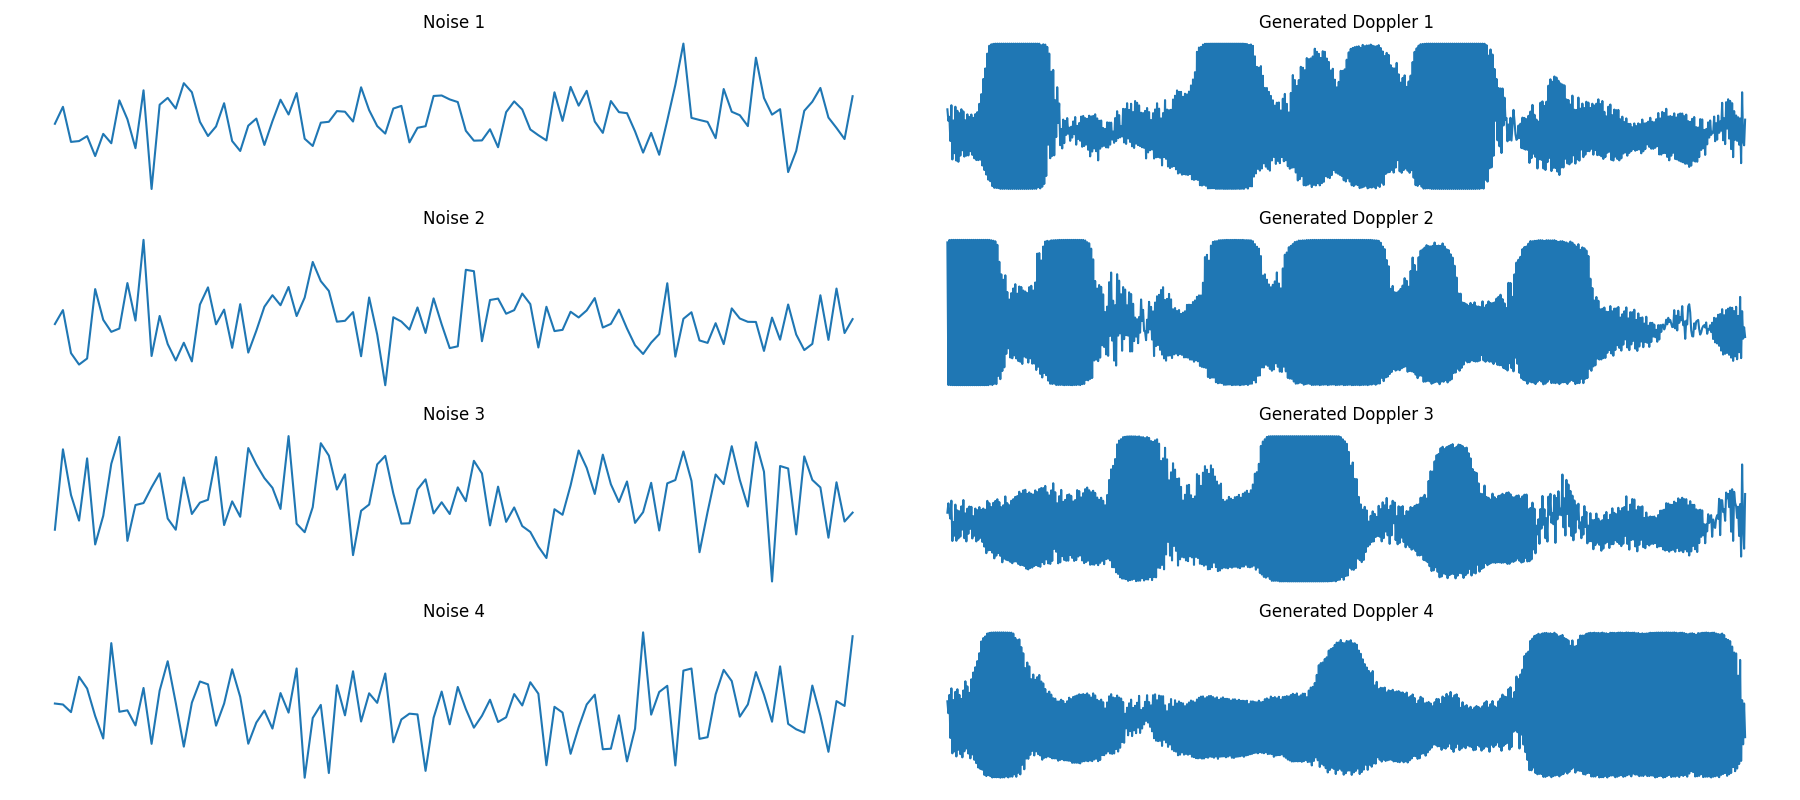 Noise 1
Generated Doppler 1
Noise 2
Generated Doppler 2
Noise 3
Generated Doppler 3
Noise 4
Generated Doppler 4